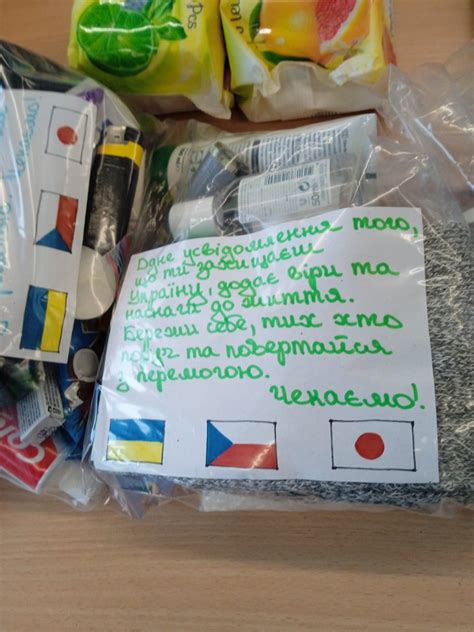 Одне усвідомлення того,
що ти захищаєш
Україну, додає віри та
наснаги до життя.
Бережи себе, тих хто
поруч та повертайся
з перемогою.
Чекаємо!